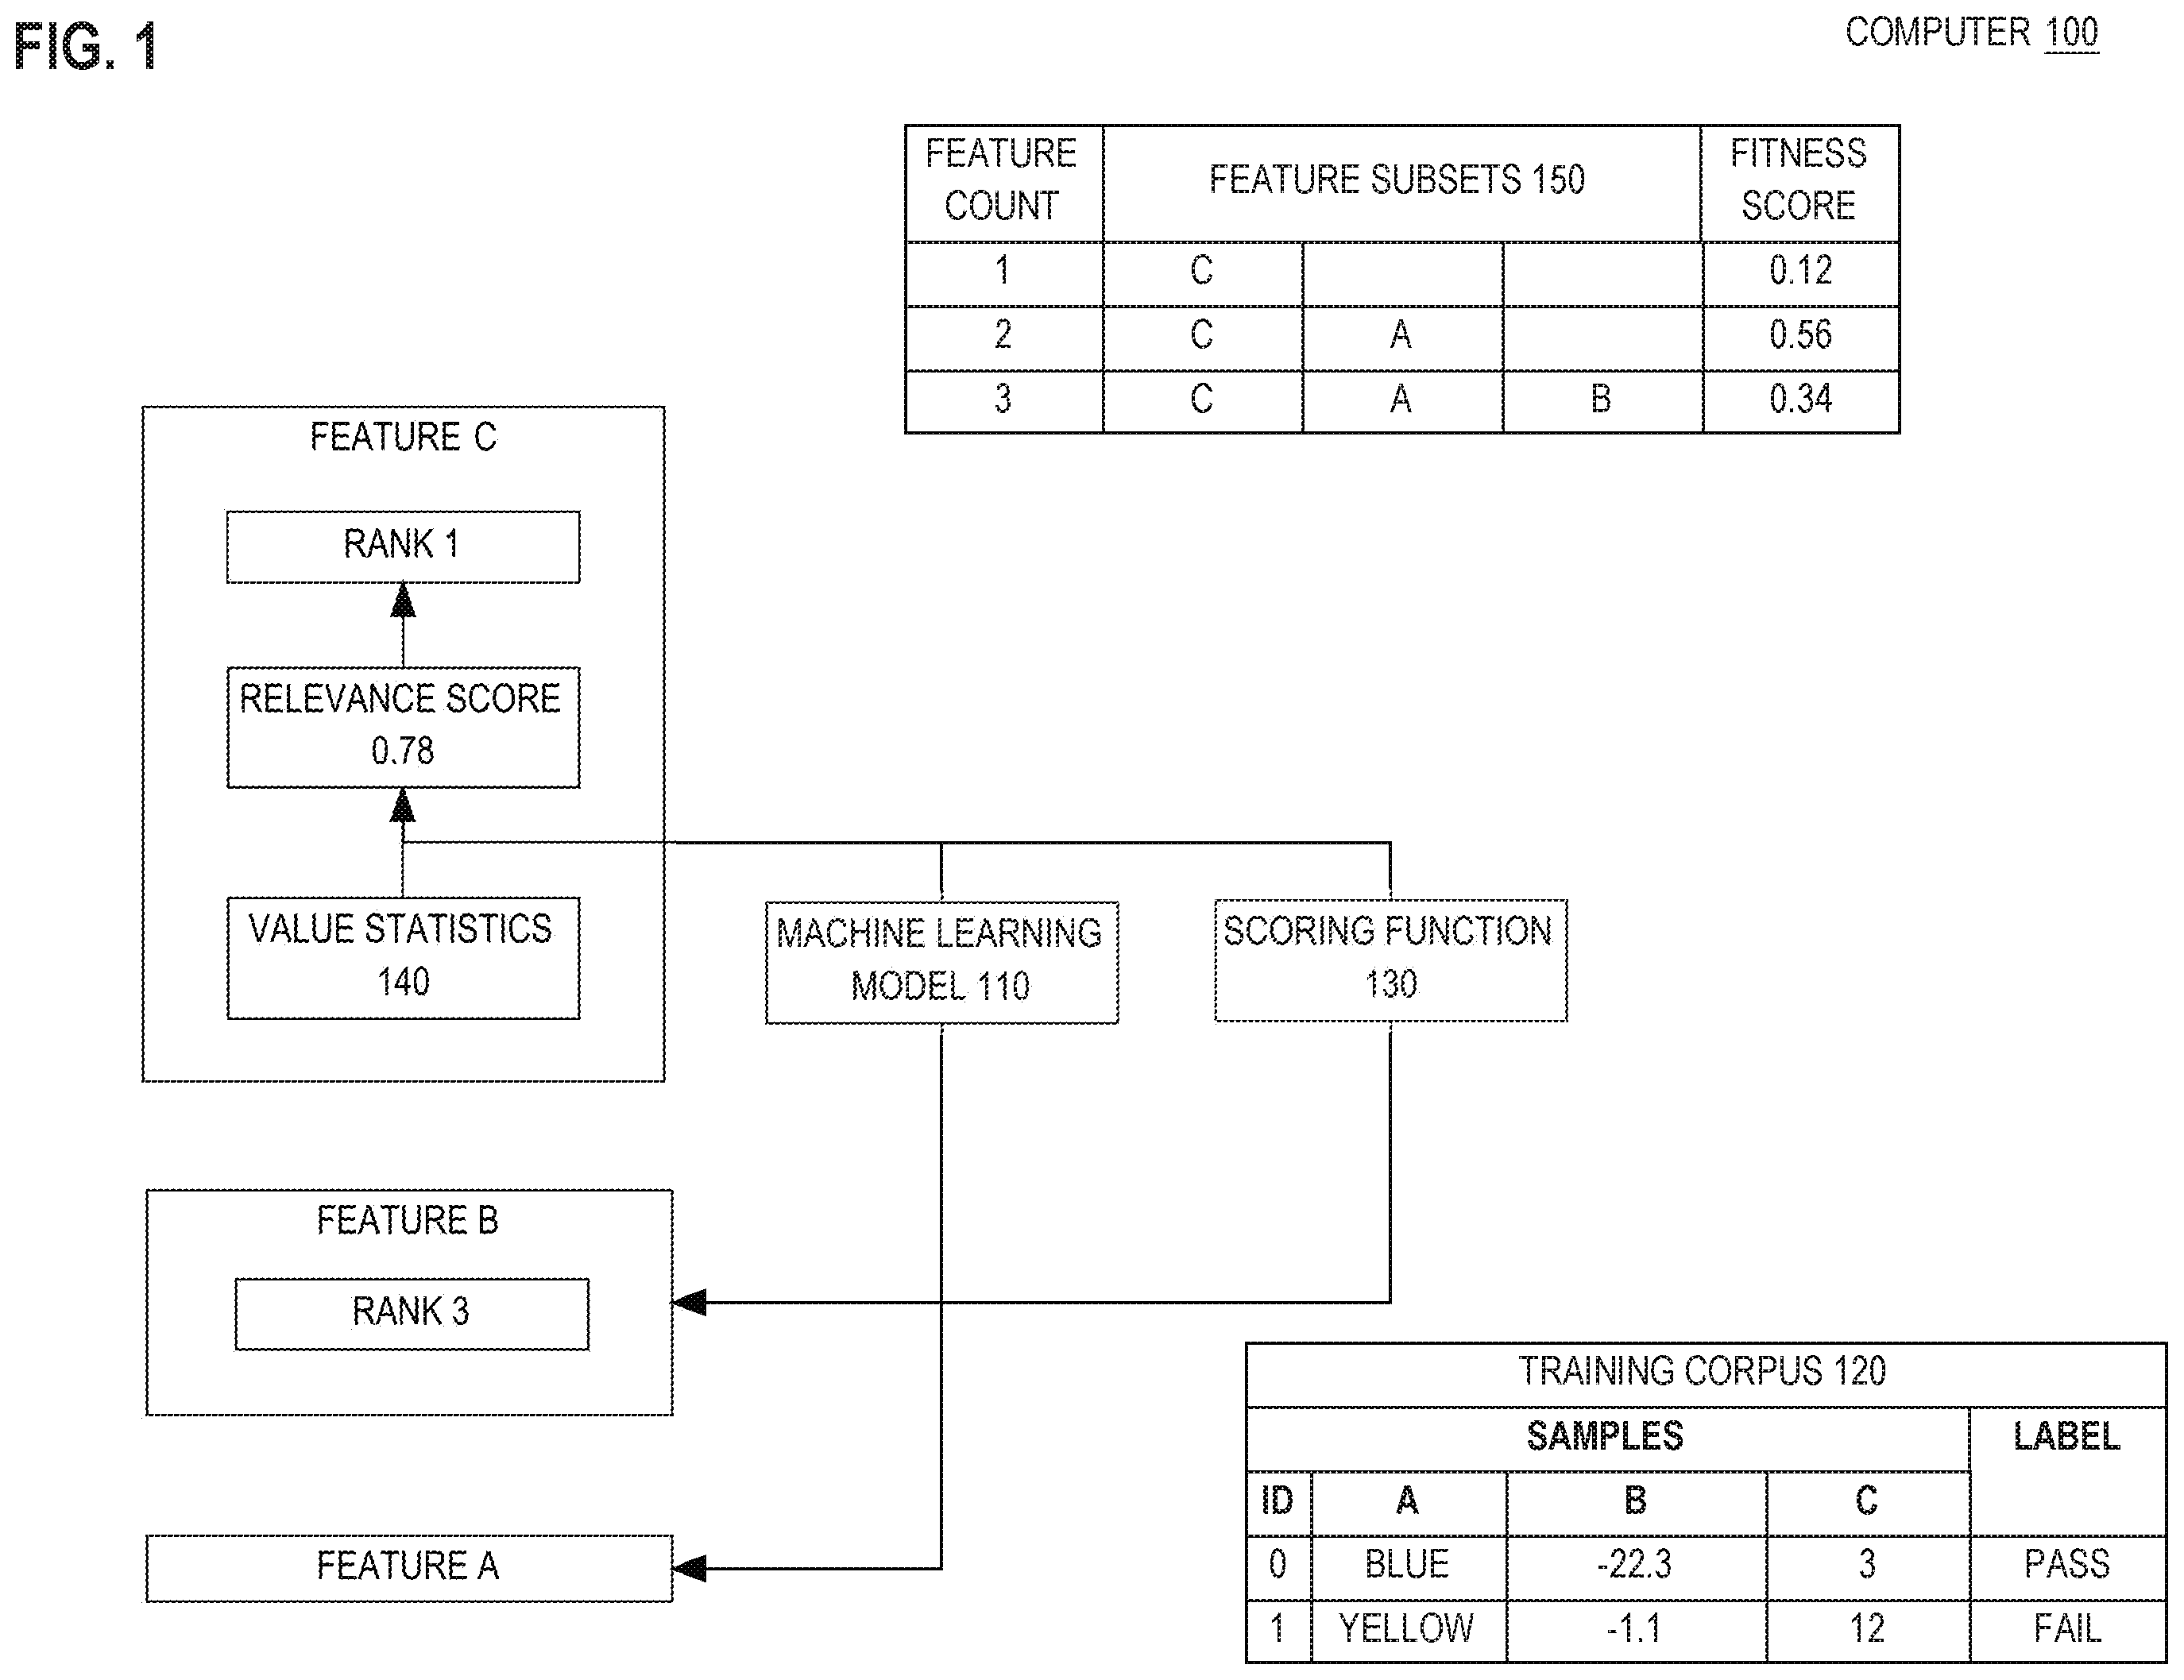 FIG. 1
COMPUTER 100
FEATURE COUNT FEATURE SUBSETS 150 FITNESS SCORE
1 C 0.12
2 C A 0.56
3 C A B 0.34
FEATURE C
RANK 1
RELEVANCE SCORE
0.78
VALUE STATISTICS
140
MACHINE LEARNING
MODEL 110
SCORING FUNCTION
130
FEATURE B
RANK 3
FEATURE A
TRAINING CORPUS 120
SAMPLES LABEL
ID A B C
0 BLUE -22.3 3 PASS
1 YELLOW -1.1 12 FAIL